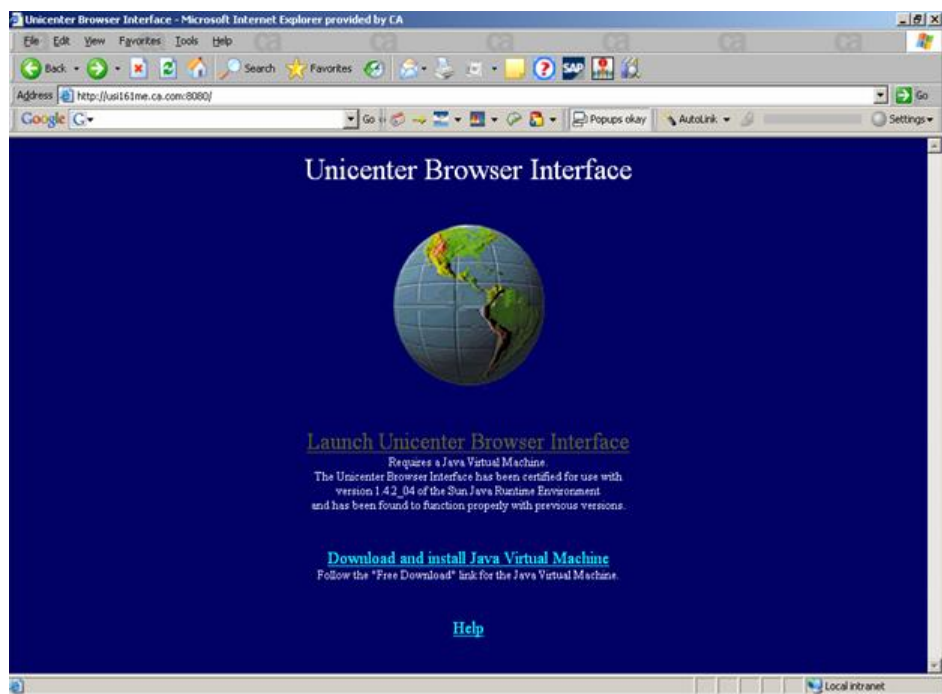 Unicenter Browser Interface - Microsoft Internet Explorer provided by CA
File Edit View Favorites Tools Help
Back Search Favorites SAP
Address http://usi161me.ca.com:8080/ Go
Google G Go Popups okay AutoLink Settings
Unicenter Browser Interface
Launch Unicenter Browser Interface
Requires a Java Virtual Machine.
The Unicenter Browser Interface has been certified for use with
version 1.4.2_04 of the Sun Java Runtime Environment
and has been found to function properly with previous versions.
Download and install Java Virtual Machine
Follow the "Free Download" link for the Java Virtual Machine.
Help
Local intranet